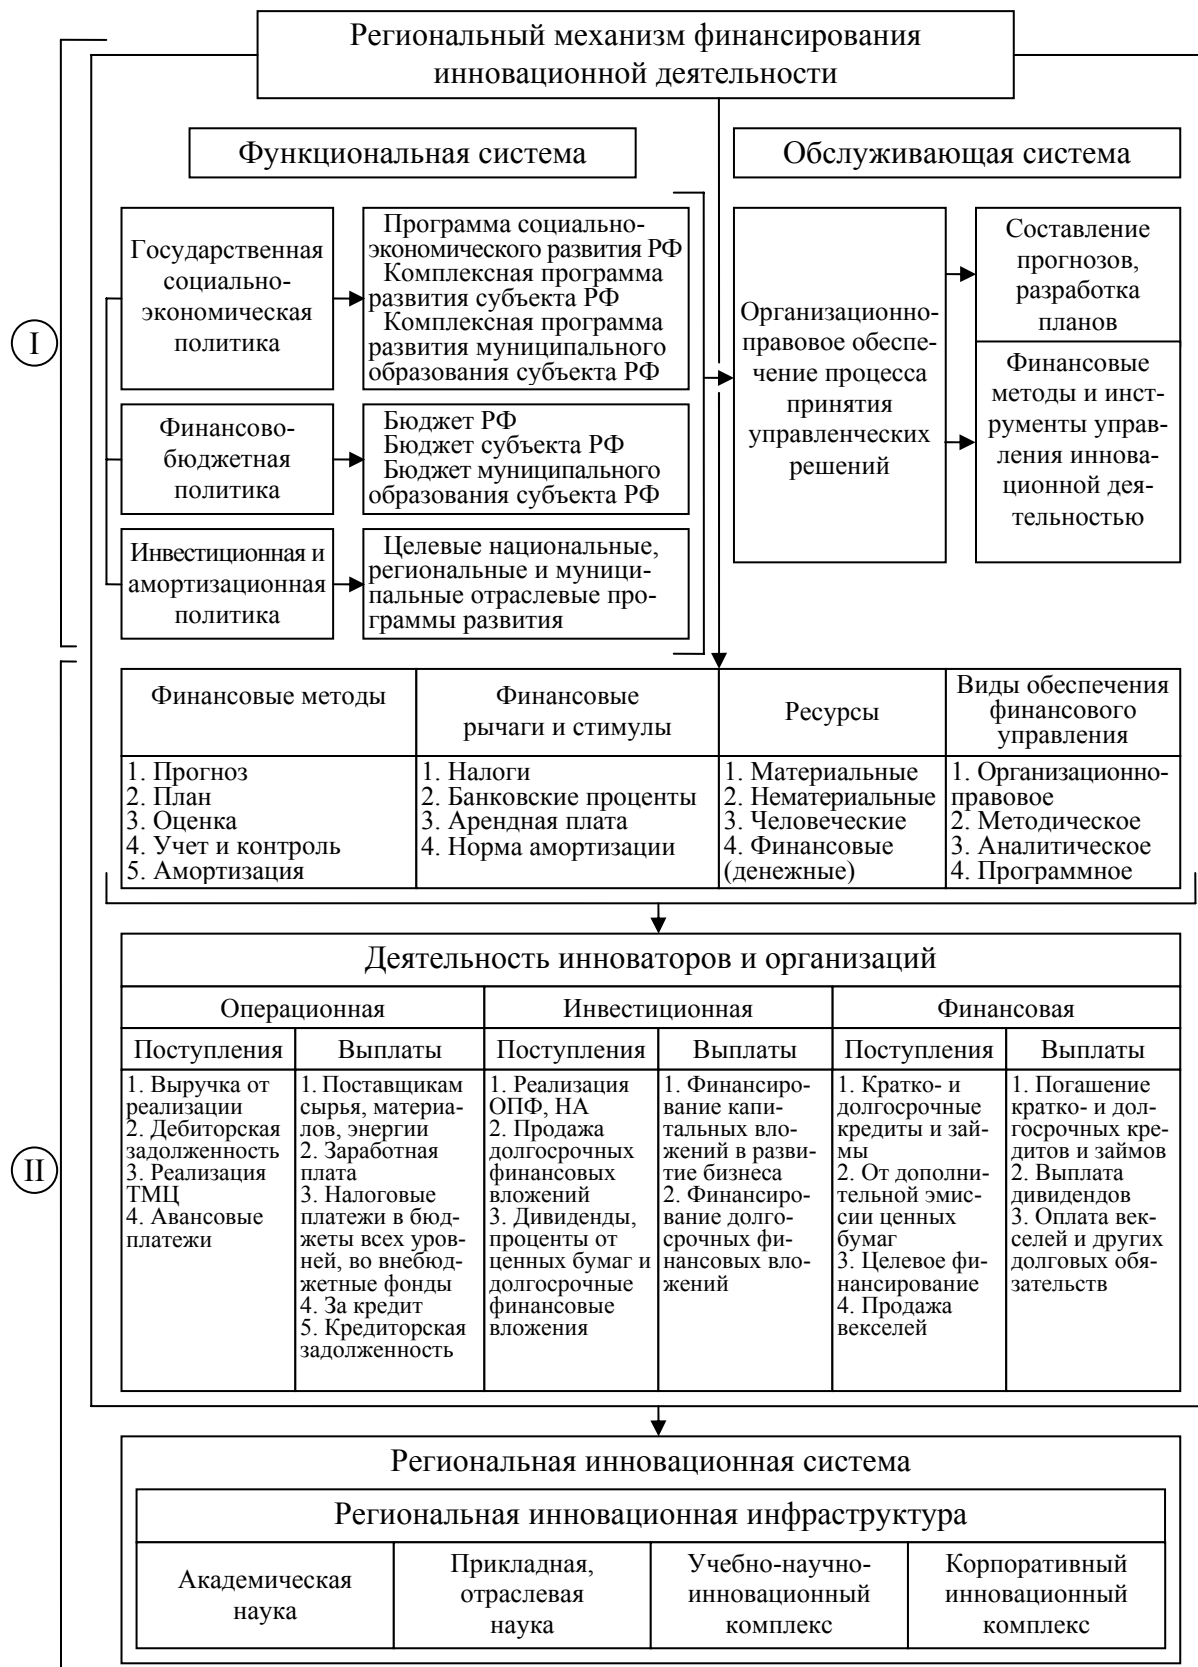 Региональный механизм финансирования
инновационной деятельности
Функциональная система
Обслуживающая система
Государственная
социально-
экономическая
политика
Программа социально-
экономического развития РФ
Комплексная программа
развития субъекта РФ
Комплексная программа
развития муниципального
образования субъекта РФ
Финансово-
бюджетная
политика
Бюджет РФ
Бюджет субъекта РФ
Бюджет муниципального
образования субъекта РФ
Инвестиционная и
амортизационная
политика
Целевые национальные,
региональные и муници-
пальные отраслевые про-
граммы развития
Организационно-
правовое обеспе-
чение процесса
принятия
управленческих
решений
Составление
прогнозов,
разработка
планов
Финансовые
методы и инст-
рументы управ-
ления иннова-
ционной дея-
тельностью
I
Финансовые методы
1. Прогноз
2. План
3. Оценка
4. Учет и контроль
5. Амортизация
Финансовые
рычаги и стимулы
1. Налоги
2. Банковские проценты
3. Арендная плата
4. Норма амортизации
Ресурсы
1. Материальные
2. Нематериальные
3. Человеческие
4. Финансовые
(денежные)
Виды обеспечения
финансового
управления
1. Организационно-
правовое
2. Методическое
3. Аналитическое
4. Программное
II
Деятельность инноваторов и организаций
Операционная
Поступления
1. Выручка от
реализации
2. Дебиторская
задолженность
3. Реализация
ТМЦ
4. Авансовые
платежи
Выплаты
1. Поставщикам
сырья, материа-
лов, энергии
2. Заработная
плата
3. Налоговые
платежи в бюд-
жеты всех уров-
ней, во внебюд-
жетные фонды
4. За кредит
5. Кредиторская
задолженность
Инвестиционная
Поступления
1. Реализация
ОПФ, НА
2. Продажа
долгосрочных
финансовых
вложений
3. Дивиденды,
проценты от
ценных бумаг и
долгосрочные
финансовые
вложения
Выплаты
1. Финансиро-
вание капи-
тальных вло-
жений в разви-
тие бизнеса
2. Финансиро-
вание долго-
срочных фи-
нансовых вло-
жений
Финансовая
Поступления
1. Кратко- и
долгосрочные
кредиты и зай-
мы
2. От дополни-
тельной эмис-
сии ценных
бумаг
3. Целевое фи-
нансирование
4. Продажа
векселей
Выплаты
1. Погашение
кратко- и дол-
госрочных кре-
дитов и займов
2. Выплата
дивидендов
3. Оплата век-
селей и других
долговых обя-
зательств
Региональная инновационная система
Региональная инновационная инфраструктура
Академическая
наука
Прикладная,
отраслевая
наука
Учебно-научно-
инновационный
комплекс
Корпоративный
инновационный
комплекс